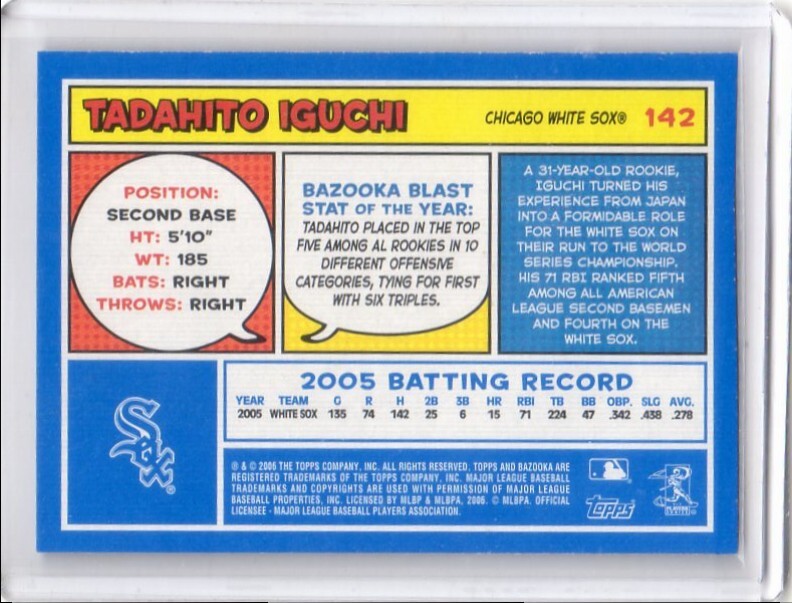 TADAHITO IGUCHI CHICAGO WHITE SOX® 142
POSITION:
SECOND BASE
HT: 5'10"
WT: 185
BATS: RIGHT
THROWS: RIGHT
BAZOOKA BLAST
STAT OF THE YEAR:
TADAHITO PLACED IN THE TOP
FIVE AMONG AL ROOKIES IN 10
DIFFERENT OFFENSIVE
CATEGORIES, TYING FOR FIRST
WITH SIX TRIPLES.
A 31-YEAR-OLD ROOKIE,
IGUCHI TURNED HIS
EXPERIENCE FROM JAPAN
INTO A FORMIDABLE ROLE
FOR THE WHITE SOX ON
THEIR RUN TO THE WORLD
SERIES CHAMPIONSHIP.
HIS 71 RBI RANKED FIFTH
AMONG ALL AMERICAN
LEAGUE SECOND BASEMEN
AND FOURTH ON THE
WHITE SOX.
2005 BATTING RECORD
YEAR TEAM G R H 2B 3B HR RBI TB BB OBP. SLG AVG.
2005 WHITE SOX 135 74 142 25 6 15 71 224 47 .342 .438 .278
Sox®
® & © 2006 THE TOPPS COMPANY, INC. ALL RIGHTS RESERVED. TOPPS AND BAZOOKA ARE
REGISTERED TRADEMARKS OF THE TOPPS COMPANY, INC. MAJOR LEAGUE BASEBALL
TRADEMARKS AND COPYRIGHTS ARE USED WITH PERMISSION OF MAJOR LEAGUE
BASEBALL PROPERTIES, INC. LICENSED BY MLBP & MLBPA, 2006. © MLBPA. OFFICIAL
LICENSEE - MAJOR LEAGUE BASEBALL PLAYERS ASSOCIATION.
Topps